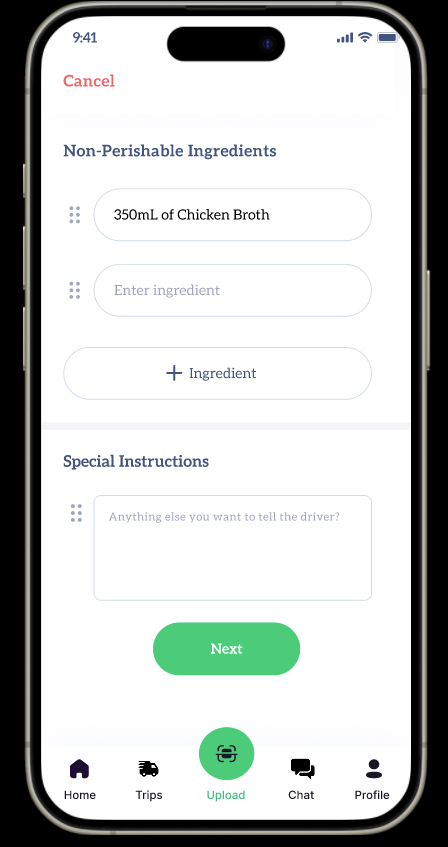 9:41
Cancel
Non-Perishable Ingredients
350mL of Chicken Broth
Enter ingredient
+ Ingredient
Special Instructions
Anything else you want to tell the driver?
Next
Home Trips Upload Chat Profile